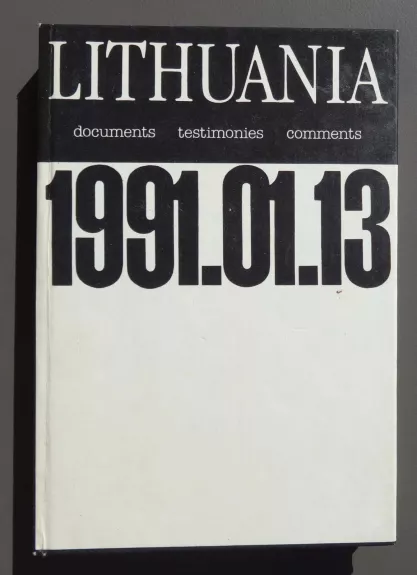 LITHUANIA
documents testimonies comments
1991.01.13